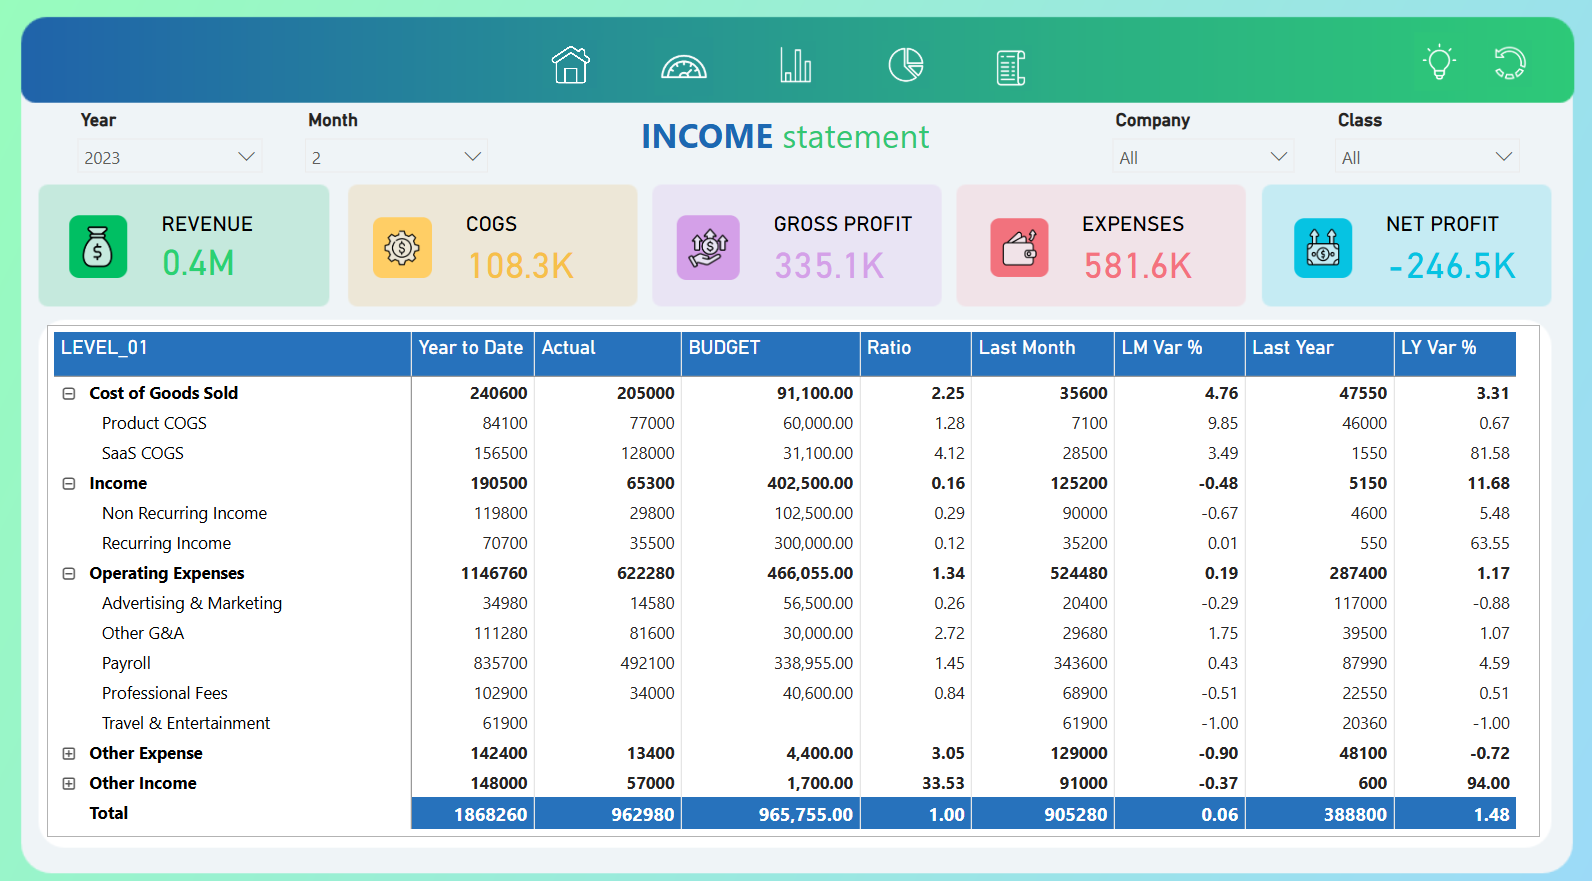 Year
Month
INCOME statement
Company
Class
2023
2
All
All
REVENUE
0.4M
COGS
108.3K
GROSS PROFIT
335.1K
EXPENSES
581.6K
NET PROFIT
-246.5K
LEVEL_01 Year to Date Actual BUDGET Ratio Last Month LM Var % Last Year LY Var %
Cost of Goods Sold 240600 205000 91,100.00 2.25 35600 4.76 47550 3.31
Product COGS 84100 77000 60,000.00 1.28 7100 9.85 46000 0.67
SaaS COGS 156500 128000 31,100.00 4.12 28500 3.49 1550 81.58
Income 190500 65300 402,500.00 0.16 125200 -0.48 5150 11.68
Non Recurring Income 119800 29800 102,500.00 0.29 90000 -0.67 4600 5.48
Recurring Income 70700 35500 300,000.00 0.12 35200 0.01 550 63.55
Operating Expenses 1146760 622280 466,055.00 1.34 524480 0.19 287400 1.17
Advertising & Marketing 34980 14580 56,500.00 0.26 20400 -0.29 117000 -0.88
Other G&A 111280 81600 30,000.00 2.72 29680 1.75 39500 1.07
Payroll 835700 492100 338,955.00 1.45 343600 0.43 87990 4.59
Professional Fees 102900 34000 40,600.00 0.84 68900 -0.51 22550 0.51
Travel & Entertainment 61900 61900 -1.00 20360 -1.00
Other Expense 142400 13400 4,400.00 3.05 129000 -0.90 48100 -0.72
Other Income 148000 57000 1,700.00 33.53 91000 -0.37 600 94.00
Total 1868260 962980 965,755.00 1.00 905280 0.06 388800 1.48